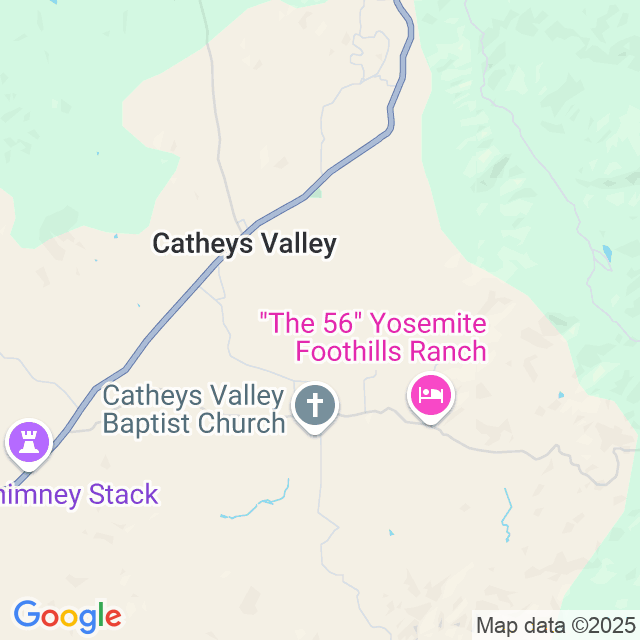 Catheys Valley
"The 56" Yosemite
Foothills Ranch
Catheys Valley
Baptist Church
himney Stack
Google
Map data ©2025